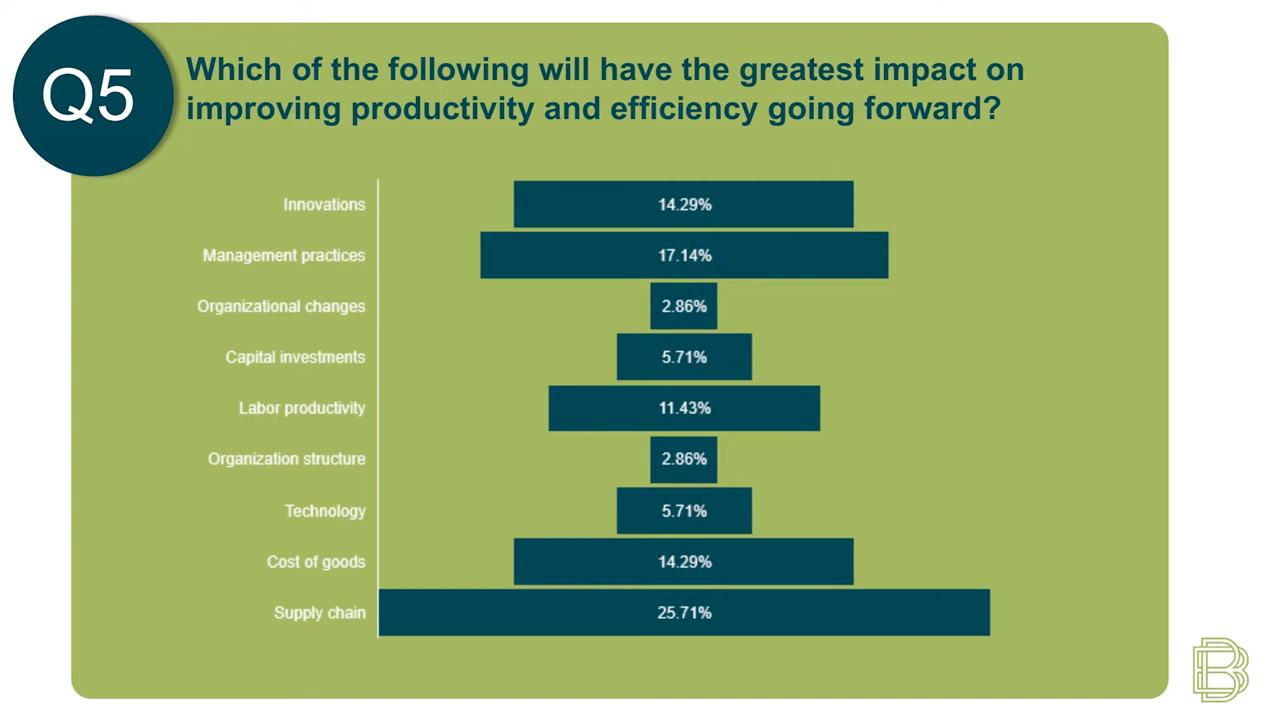 Q5
Which of the following will have the greatest impact on
improving productivity and efficiency going forward?
Innovations 14.29%
Management practices 17.14%
Organizational changes 2.86%
Capital investments 5.71%
Labor productivity 11.43%
Organization structure 2.86%
Technology 5.71%
Cost of goods 14.29%
Supply chain 25.71%